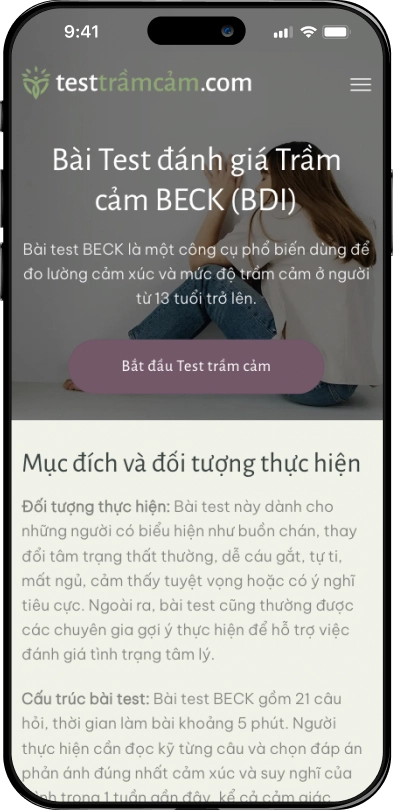 9:41
testtrầmcảm.com
Bài Test đánh giá Trầm
cảm BECK (BDI)
Bài test BECK là một công cụ phổ biến dùng để
đo lường cảm xúc và mức độ trầm cảm ở người
từ 13 tuổi trở lên.
Bắt đầu Test trầm cảm
Mục đích và đối tượng thực hiện
Đối tượng thực hiện: Bài test này dành cho
những người có biểu hiện như buồn chán, thay
đổi tâm trạng thất thường, dễ cáu gắt, tự ti,
mất ngủ, cảm thấy tuyệt vọng hoặc có ý nghĩ
tiêu cực. Ngoài ra, bài test cũng thường được
các chuyên gia gợi ý thực hiện để hỗ trợ việc
đánh giá tình trạng tâm lý.
Cấu trúc bài test: Bài test BECK gồm 21 câu
hỏi, thời gian làm bài khoảng 5 phút. Người
thực hiện cần đọc kỹ từng câu và chọn đáp án
phản ánh đúng nhất cảm xúc và suy nghĩ của
mình trong 1 tuần gần đây, kể cả cảm giác